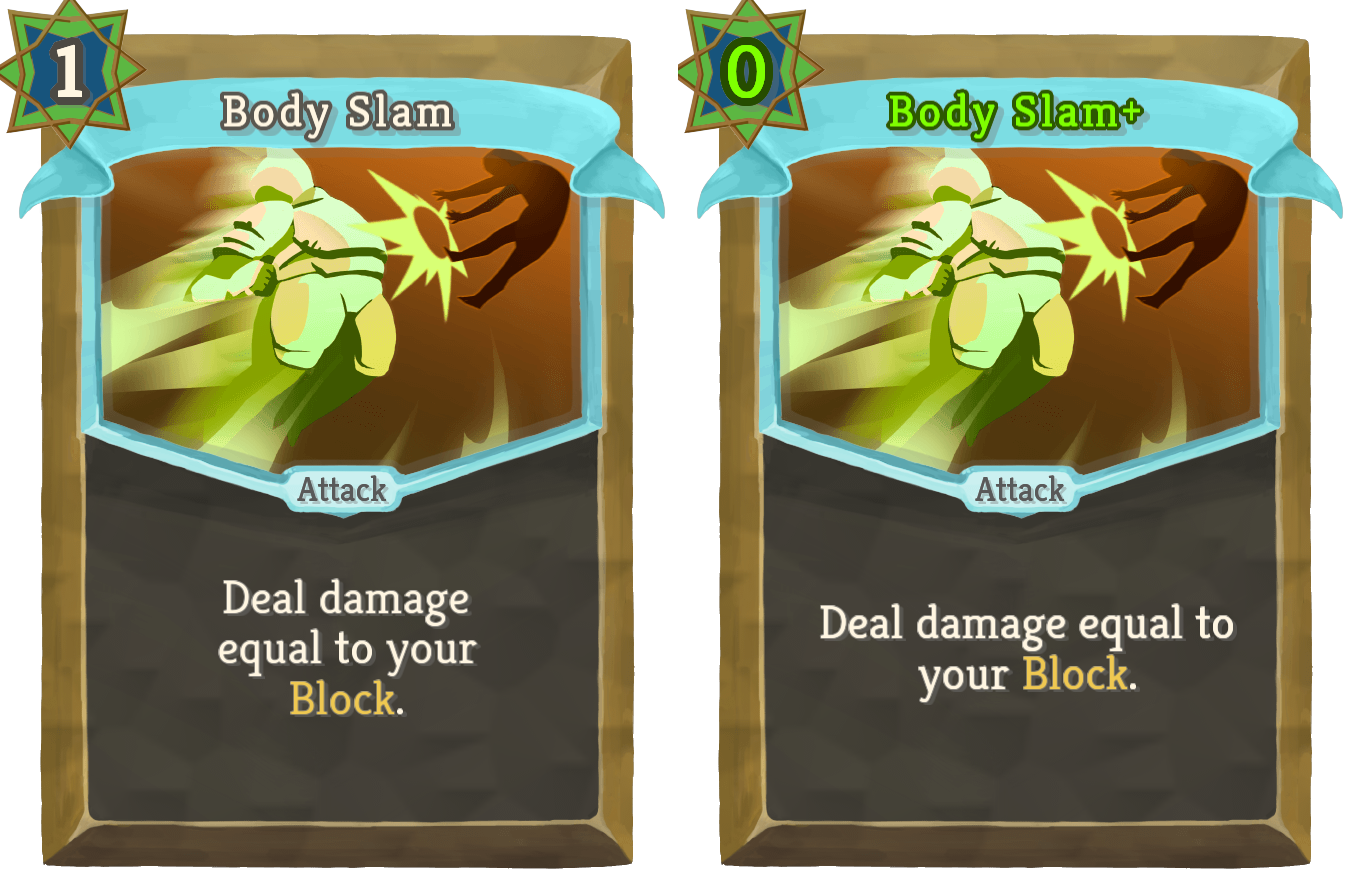 1
Body Slam
Attack
Deal damage
equal to your
Block.
0
Body Slam+
Attack
Deal damage equal to
your Block.